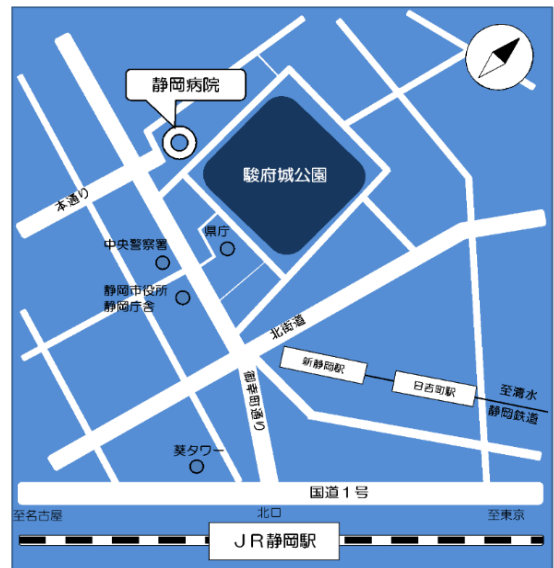 静岡病院
駿府城公園
本通り
県庁
中央警察署
静岡市役所
静岡庁舎
北街道
新静岡駅
日吉町駅
至清水
静岡鉄道
御幸町通り
葵タワー
国道1号
至名古屋
北口
至東京
JR静岡駅